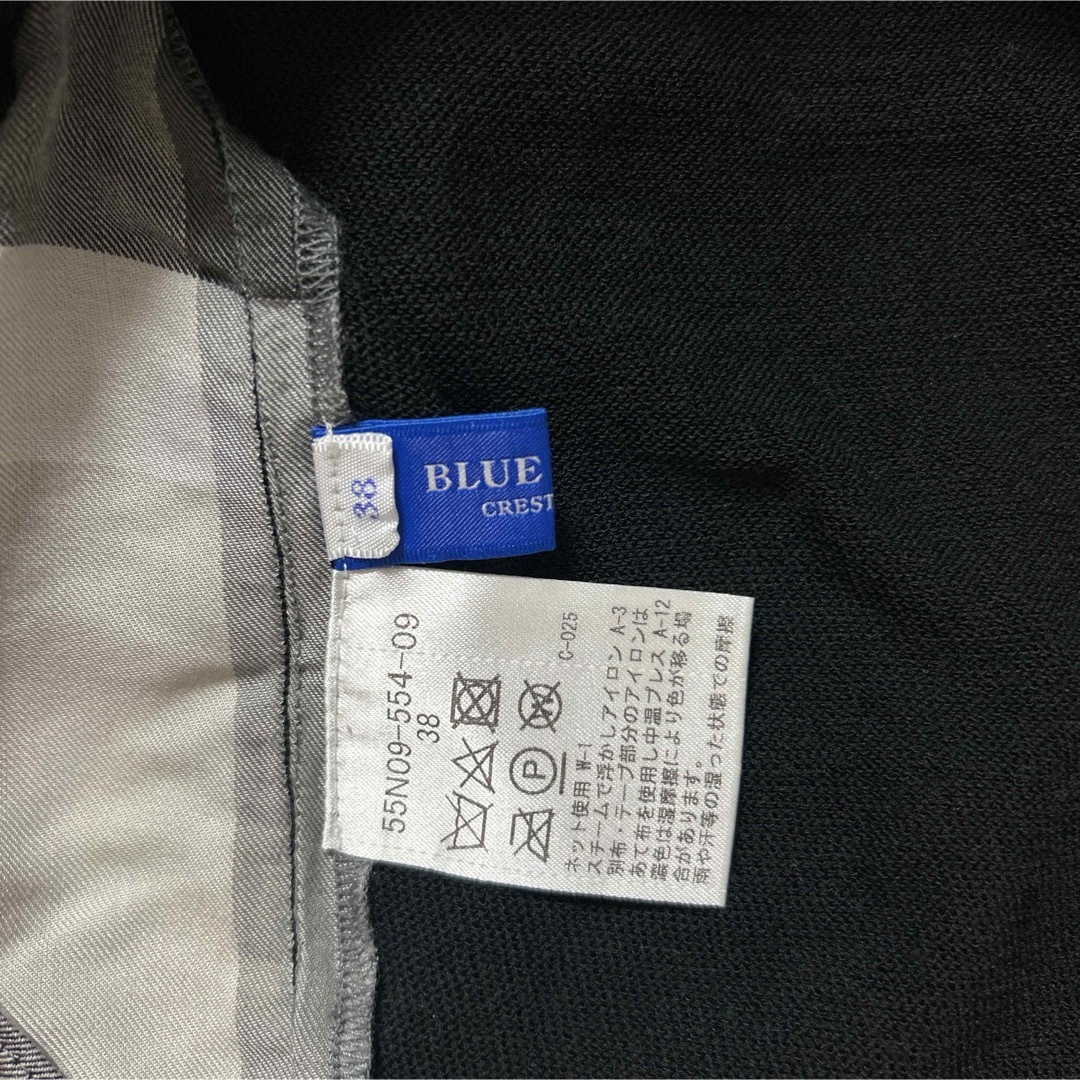 38
BLUE
CREST
55N09-554-09
38
P
W
C-025
ネット使用 W-1
スチームで浮かしアイロン A-3
別布・テープ部分のアイロンは
あて布を使用し中温プレス A-12
濃色は湿摩擦により色が移る場
合があります。
雨や汗等の湿った状態での摩擦